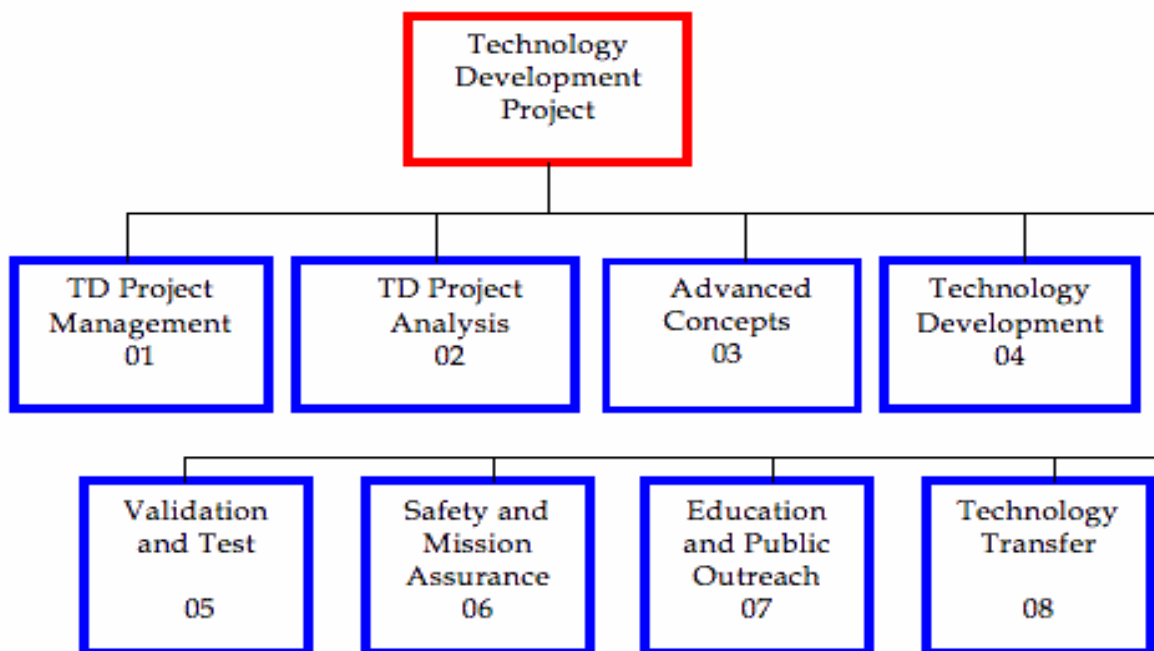 Technology
Development
Project
TD Project
Management
01
TD Project
Analysis
02
Advanced
Concepts
03
Technology
Development
04
Validation
and Test
05
Safety and
Mission
Assurance
06
Education
and Public
Outreach
07
Technology
Transfer
08